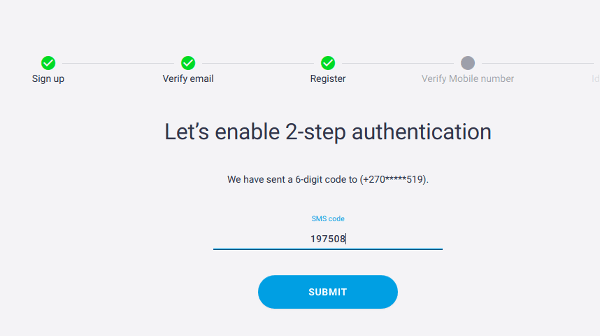 Sign up
Verify email
Register
Verify Mobile number
Let's enable 2-step authentication
We have sent a 6-digit code to (+270*****519).
SMS code
197508
SUBMIT